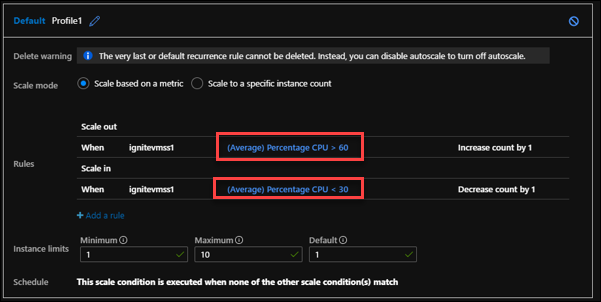 Default Profile1
Delete warning The very last or default recurrence rule cannot be deleted. Instead, you can disable autoscale to turn off autoscale.
Scale mode Scale based on a metric Scale to a specific instance count
Scale out
When ignitevmss1 (Average) Percentage CPU > 60 Increase count by 1
Rules
Scale in
When ignitevmss1 (Average) Percentage CPU < 30 Decrease count by 1
+ Add a rule
Minimum Maximum Default
Instance limits
1 10 1
Schedule This scale condition is executed when none of the other scale condition(s) match